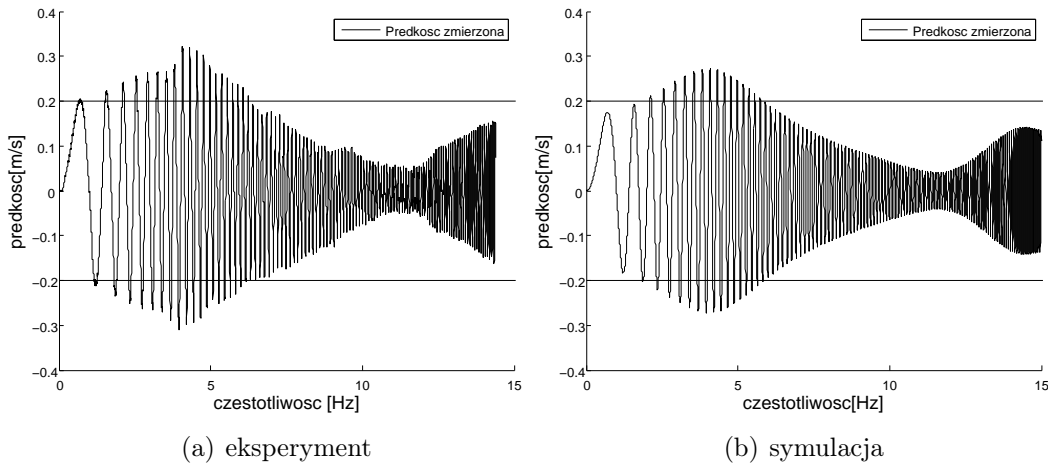 0.4
0.3
0.2
0.1
0
−0.1
−0.2
−0.3
−0.4
predkosc[m/s]
Predkosc zmierzona
0 5 10 15
czestotliwosc [Hz]
(a) eksperyment
0.4
0.3
0.2
0.1
0
−0.1
−0.2
−0.3
−0.4
predkosc[m/s]
Predkosc zmierzona
0 5 10 15
czestotliwosc[Hz]
(b) symulacja